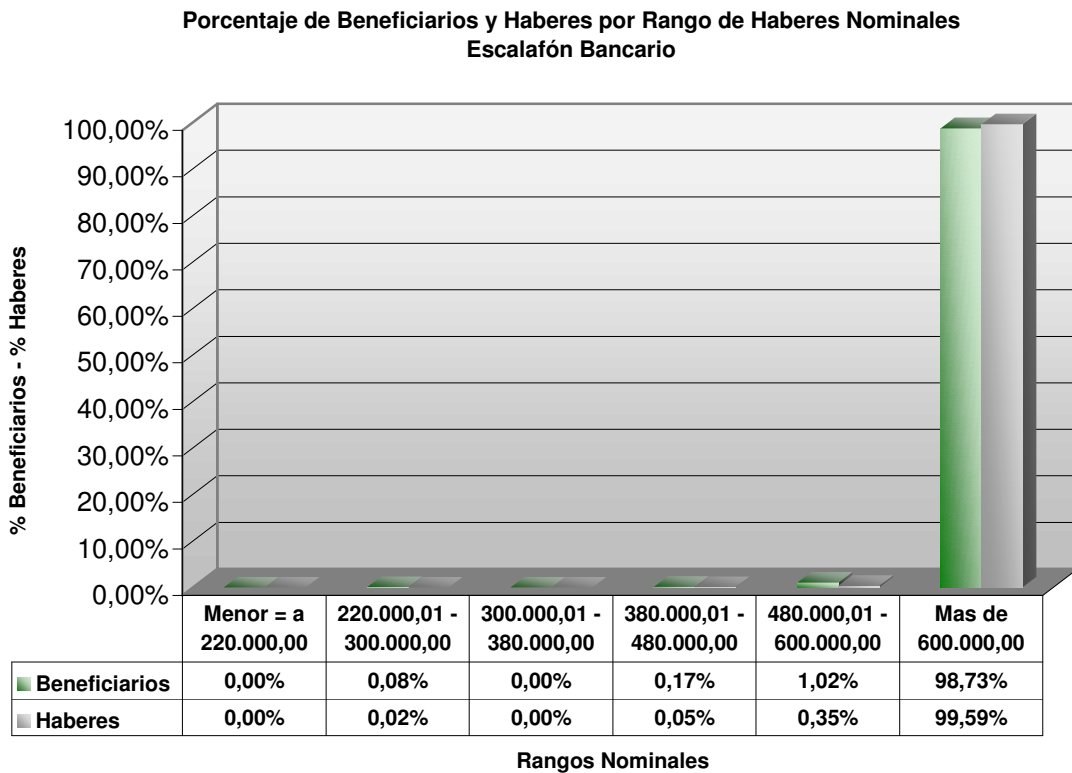 Porcentaje de Beneficiarios y Haberes por Rango de Haberes Nominales
Escalafón Bancario
% Beneficiarios - % Haberes
100,00%
90,00%
80,00%
70,00%
60,00%
50,00%
40,00%
30,00%
20,00%
10,00%
0,00%
Menor = a 220.000,01 - 300.000,01 - 380.000,01 - 480.000,01 - Mas de
220.000,00 300.000,00 380.000,00 480.000,00 600.000,00 600.000,00
Beneficiarios 0,00% 0,08% 0,00% 0,17% 1,02% 98,73%
Haberes 0,00% 0,02% 0,00% 0,05% 0,35% 99,59%
Rangos Nominales